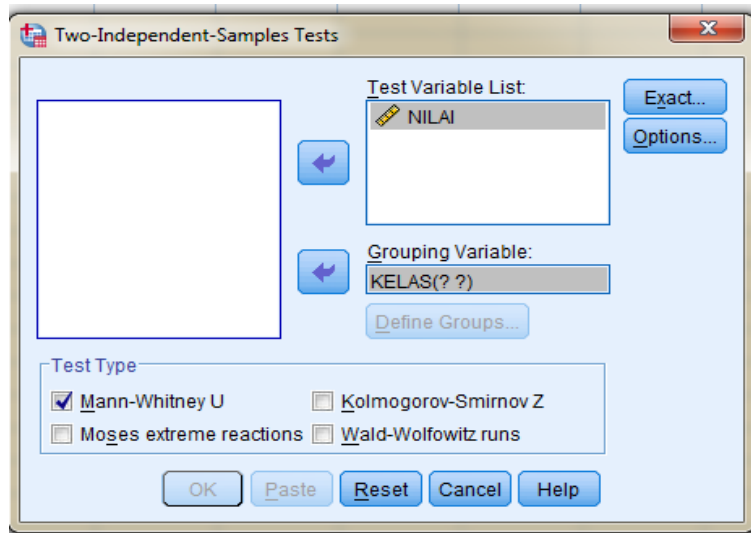 Two-Independent-Samples Tests
Test Variable List:
NILAI
Exact...
Options...
Grouping Variable:
KELAS(? ?)
Define Groups...
Test Type
Mann-Whitney U
Kolmogorov-Smirnov Z
Moses extreme reactions
Wald-Wolfowitz runs
OK
Paste
Reset
Cancel
Help